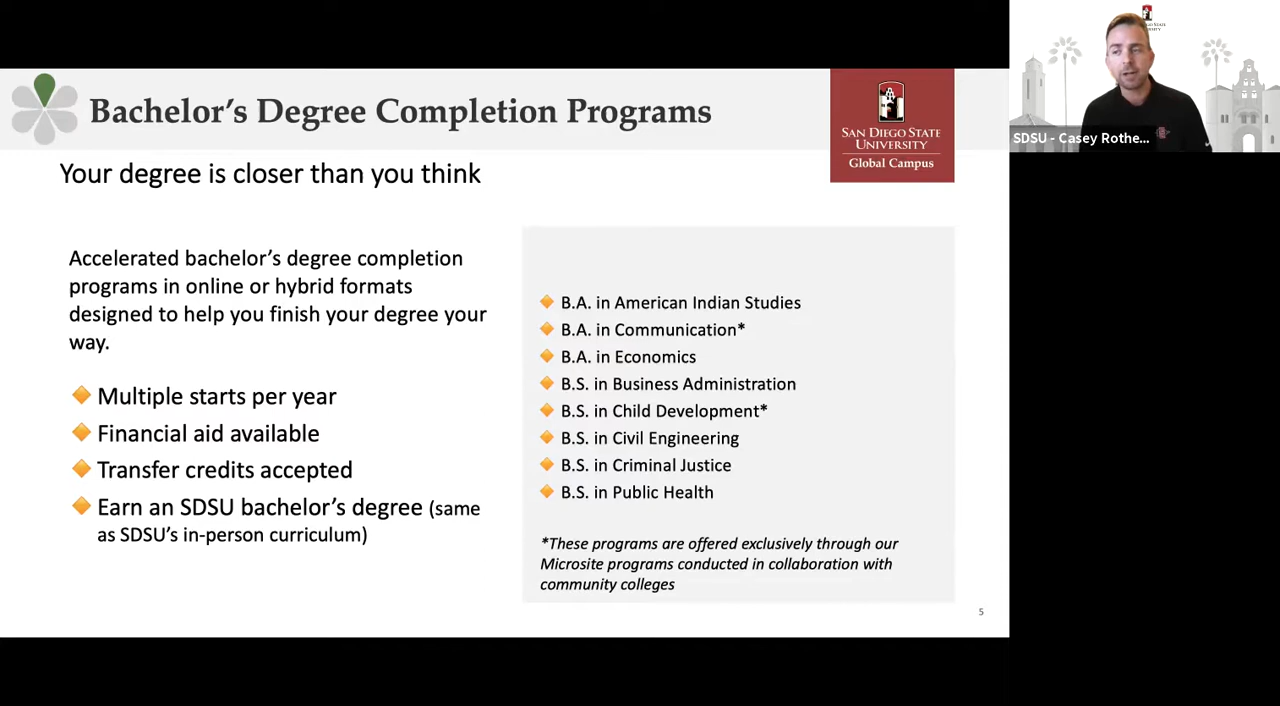 Bachelor’s Degree Completion Programs
SAN DIEGO STATE
UNIVERSITY
Global Campus
SDSU - Casey Rothe...
Your degree is closer than you think
Accelerated bachelor’s degree completion
programs in online or hybrid formats
designed to help you finish your degree your
way.
Multiple starts per year
Financial aid available
Transfer credits accepted
Earn an SDSU bachelor’s degree (same
as SDSU’s in-person curriculum)
B.A. in American Indian Studies
B.A. in Communication*
B.A. in Economics
B.S. in Business Administration
B.S. in Child Development*
B.S. in Civil Engineering
B.S. in Criminal Justice
B.S. in Public Health
*These programs are offered exclusively through our
Microsite programs conducted in collaboration with
community colleges
5